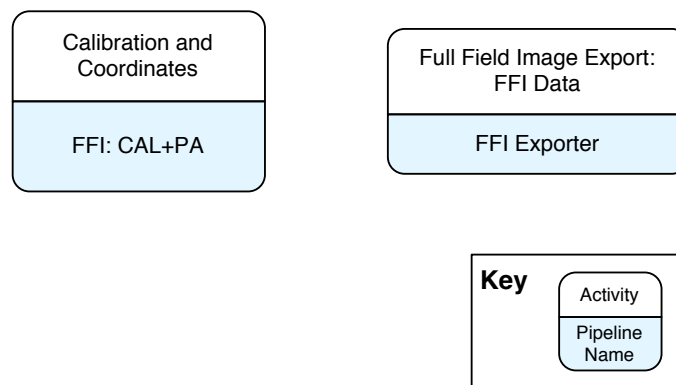 Calibration and
Coordinates
FFI: CAL+PA
Full Field Image Export:
FFI Data
FFI Exporter
Key
Activity
Pipeline
Name